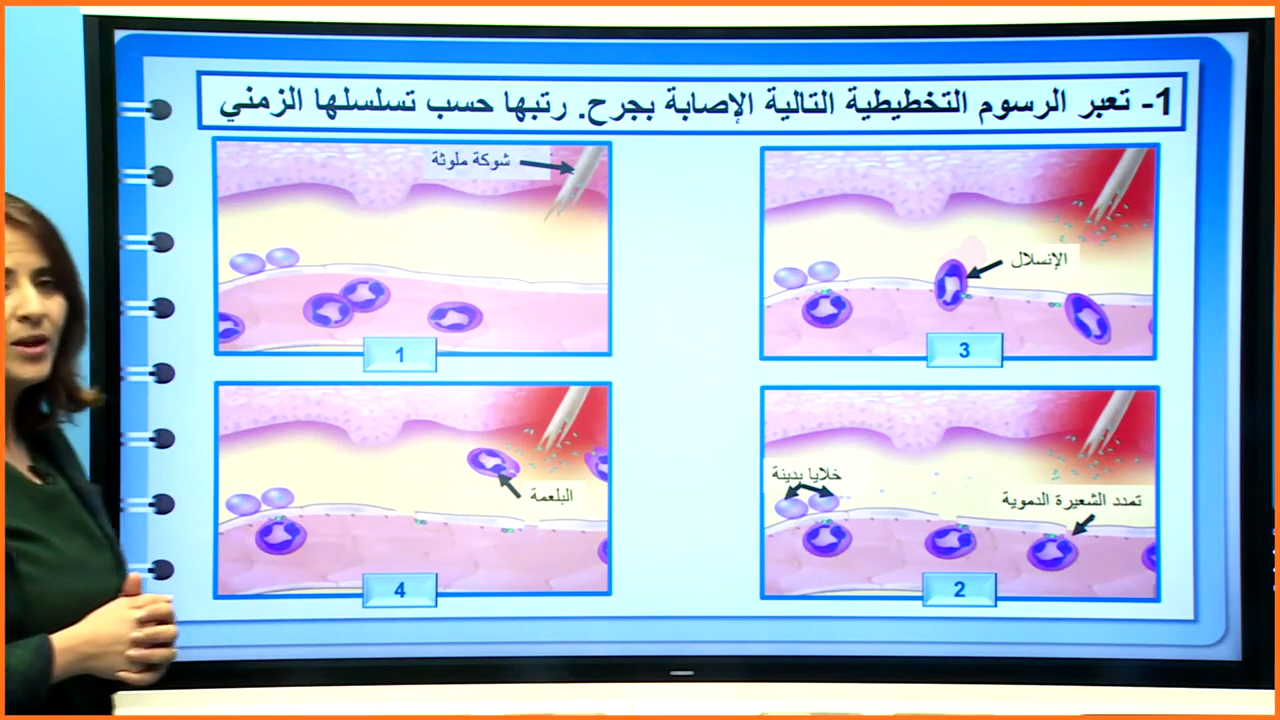 1- تعبر الرسوم التخطيطية التالية الإصابة بجرح. رتبها حسب تسلسلها الزمني
الإنسلال
3
شوكة ملوثة
1
خلايا بدينة
تمدد الشعيرة الدموية
2
البلعمة
4